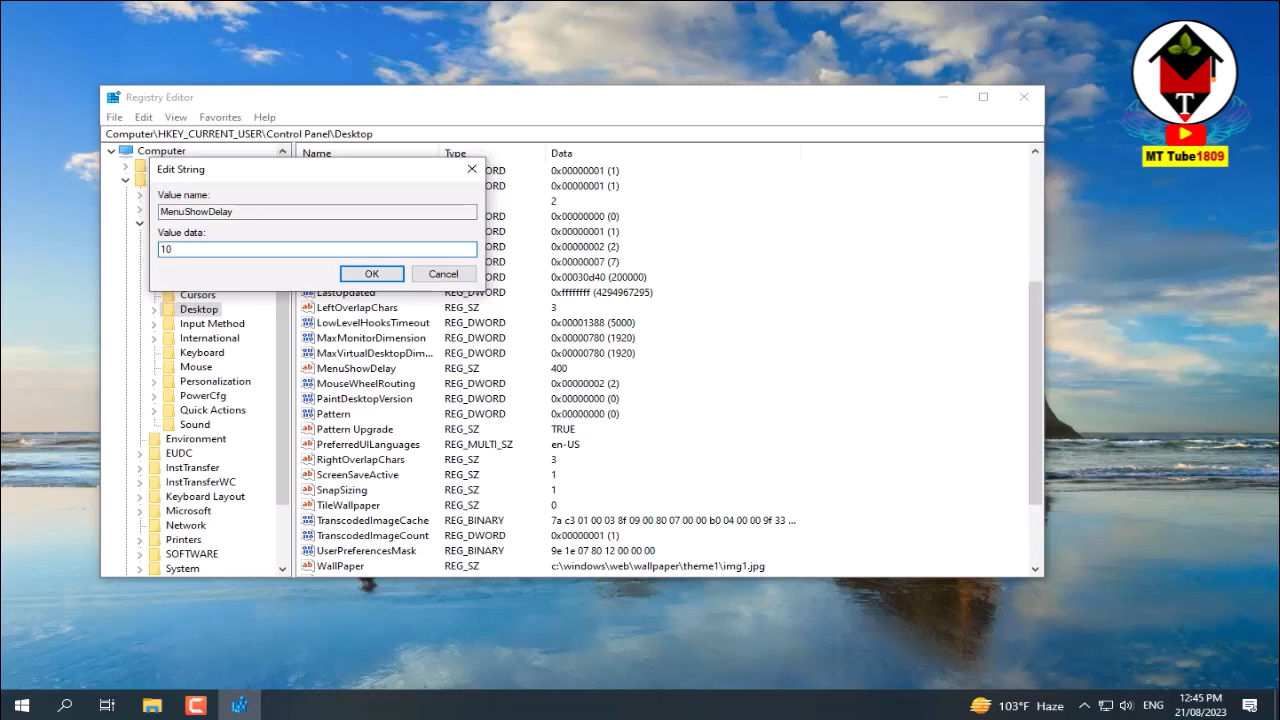 T
MT Tube1809
Registry Editor
File Edit View Favorites Help
Computer\HKEY_CURRENT_USER\Control Panel\Desktop
Computer
Name Type Data
Edit String
Value name:
MenuShowDelay
Value data:
10
OK Cancel
ORD 0x00000001 (1)
ORD 0x00000001 (1)
2
ORD 0x00000000 (0)
ORD 0x00000001 (1)
ORD 0x00000002 (2)
ORD 0x00000007 (7)
ORD 0x00030d40 (200000)
LastUpdated REG_DWORD 0xffffffff (4294967295)
LeftOverlapChars REG_SZ 3
LowLevelHooksTimeout REG_DWORD 0x00001388 (5000)
MaxMonitorDimension REG_DWORD 0x00000780 (1920)
MaxVirtualDesktopDim... REG_DWORD 0x00000780 (1920)
MenuShowDelay REG_SZ 400
MouseWheelRouting REG_DWORD 0x00000002 (2)
PaintDesktopVersion REG_DWORD 0x00000000 (0)
Pattern REG_DWORD 0x00000000 (0)
Pattern Upgrade REG_SZ TRUE
PreferredUILanguages REG_MULTI_SZ en-US
RightOverlapChars REG_SZ 3
ScreenSaveActive REG_SZ 1
SnapSizing REG_SZ 1
TileWallpaper REG_SZ 0
TranscodedImageCache REG_BINARY 7a c3 01 00 03 8f 09 00 80 07 00 00 b0 04 00 00 9f 33 ...
TranscodedImageCount REG_DWORD 0x00000001 (1)
UserPreferencesMask REG_BINARY 9e 1e 07 80 12 00 00 00
WallPaper REG_SZ c:\windows\web\wallpaper\theme1\img1.jpg
Cursors
Desktop
Input Method
International
Keyboard
Mouse
Personalization
PowerCfg
Quick Actions
Sound
Environment
EUDC
InstTransfer
InstTransferWC
Keyboard Layout
Microsoft
Network
Printers
SOFTWARE
System
103°F Haze
ENG
12:45 PM
21/08/2023